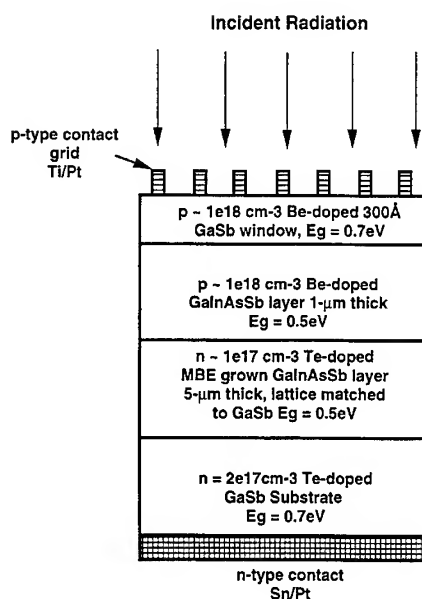 Incident Radiation
p-type contact
grid
Ti/Pt
p ~ 1e18 cm-3 Be-doped 300Å
GaSb window, Eg = 0.7eV
p ~ 1e18 cm-3 Be-doped
GaInAsSb layer 1-μm thick
Eg = 0.5eV
n ~ 1e17 cm-3 Te-doped
MBE grown GaInAsSb layer
5-μm thick, lattice matched
to GaSb Eg = 0.5eV
n = 2e17cm-3 Te-doped
GaSb Substrate
Eg = 0.7eV
n-type contact
Sn/Pt